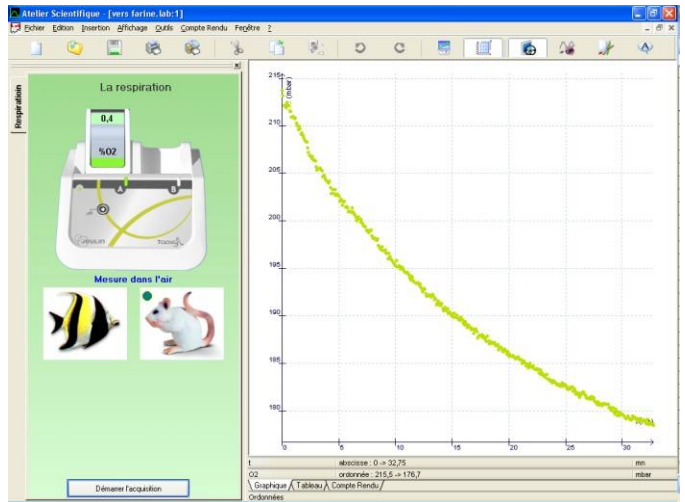 Atelier Scientifique - [vers farine.lab:1]
Fichier Edition Insertion Affichage Outils Compte Rendu Fenêtre ?
Respiration
La respiration
0,4
%O2
A
B
Mesure dans l'air
Démarrer l'acquisition
(mbar)
215
210
205
200
195
190
185
180
0 5 10 15 20 25 30
t abscisse : 0 -> 32,75 mn
O2 ordonnée : 215,5 -> 176,7 mbar
Graphique Tableau Compte Rendu
Ordonnées